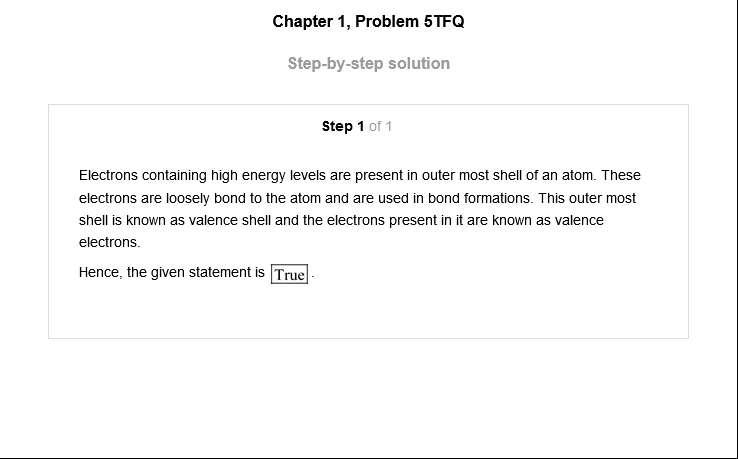 Chapter 1, Problem 5TFQ
Step-by-step solution
Step 1 of 1
Electrons containing high energy levels are present in outer most shell of an atom. These
electrons are loosely bond to the atom and are used in bond formations. This outer most
shell is known as valence shell and the electrons present in it are known as valence
electrons.
Hence, the given statement is True.